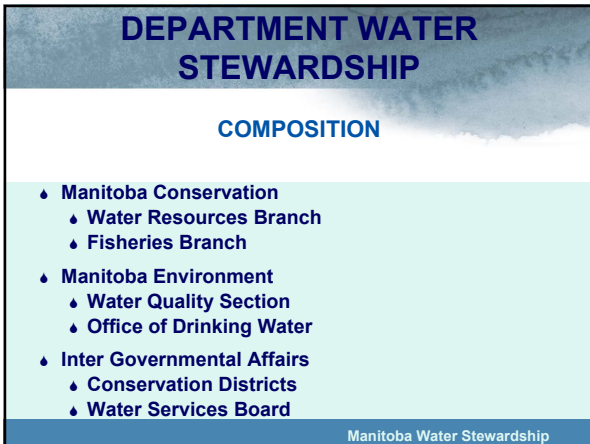 DEPARTMENT WATER
STEWARDSHIP
COMPOSITION
Manitoba Conservation
Water Resources Branch
Fisheries Branch
Manitoba Environment
Water Quality Section
Office of Drinking Water
Inter Governmental Affairs
Conservation Districts
Water Services Board
Manitoba Water Stewardship